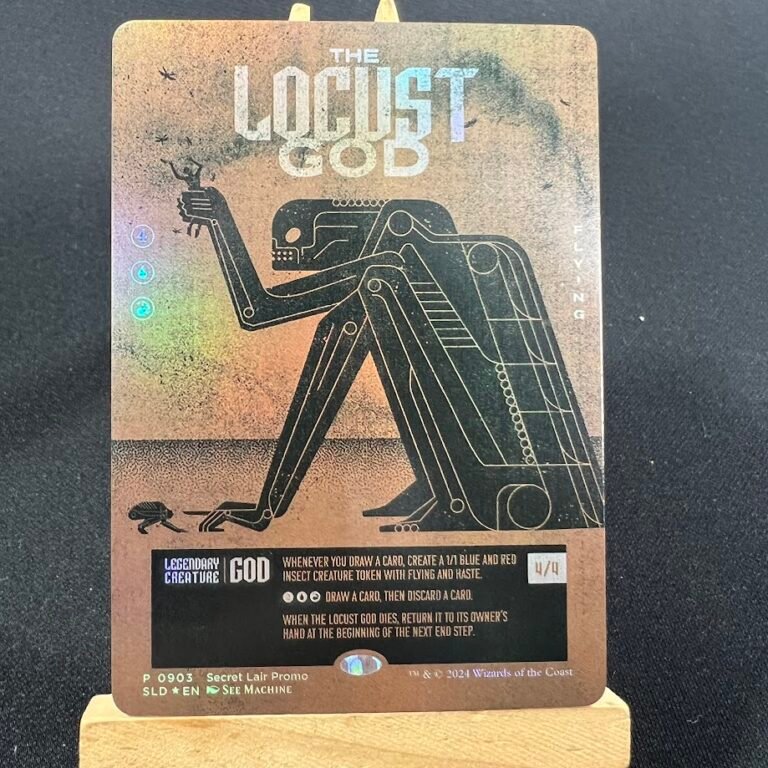 THE
LOCUST
GOD
4
FLYING
LEGENDARY
CREATURE
GOD
WHENEVER YOU DRAW A CARD, CREATE A 1/1 BLUE AND RED
INSECT CREATURE TOKEN WITH FLYING AND HASTE.
DRAW A CARD, THEN DISCARD A CARD.
WHEN THE LOCUST GOD DIES, RETURN IT TO ITS OWNER'S
HAND AT THE BEGINNING OF THE NEXT END STEP.
4/4
P 0903 Secret Lair Promo
SLD ★ EN SEE MACHINE
™ & © 2024 Wizards of the Coast